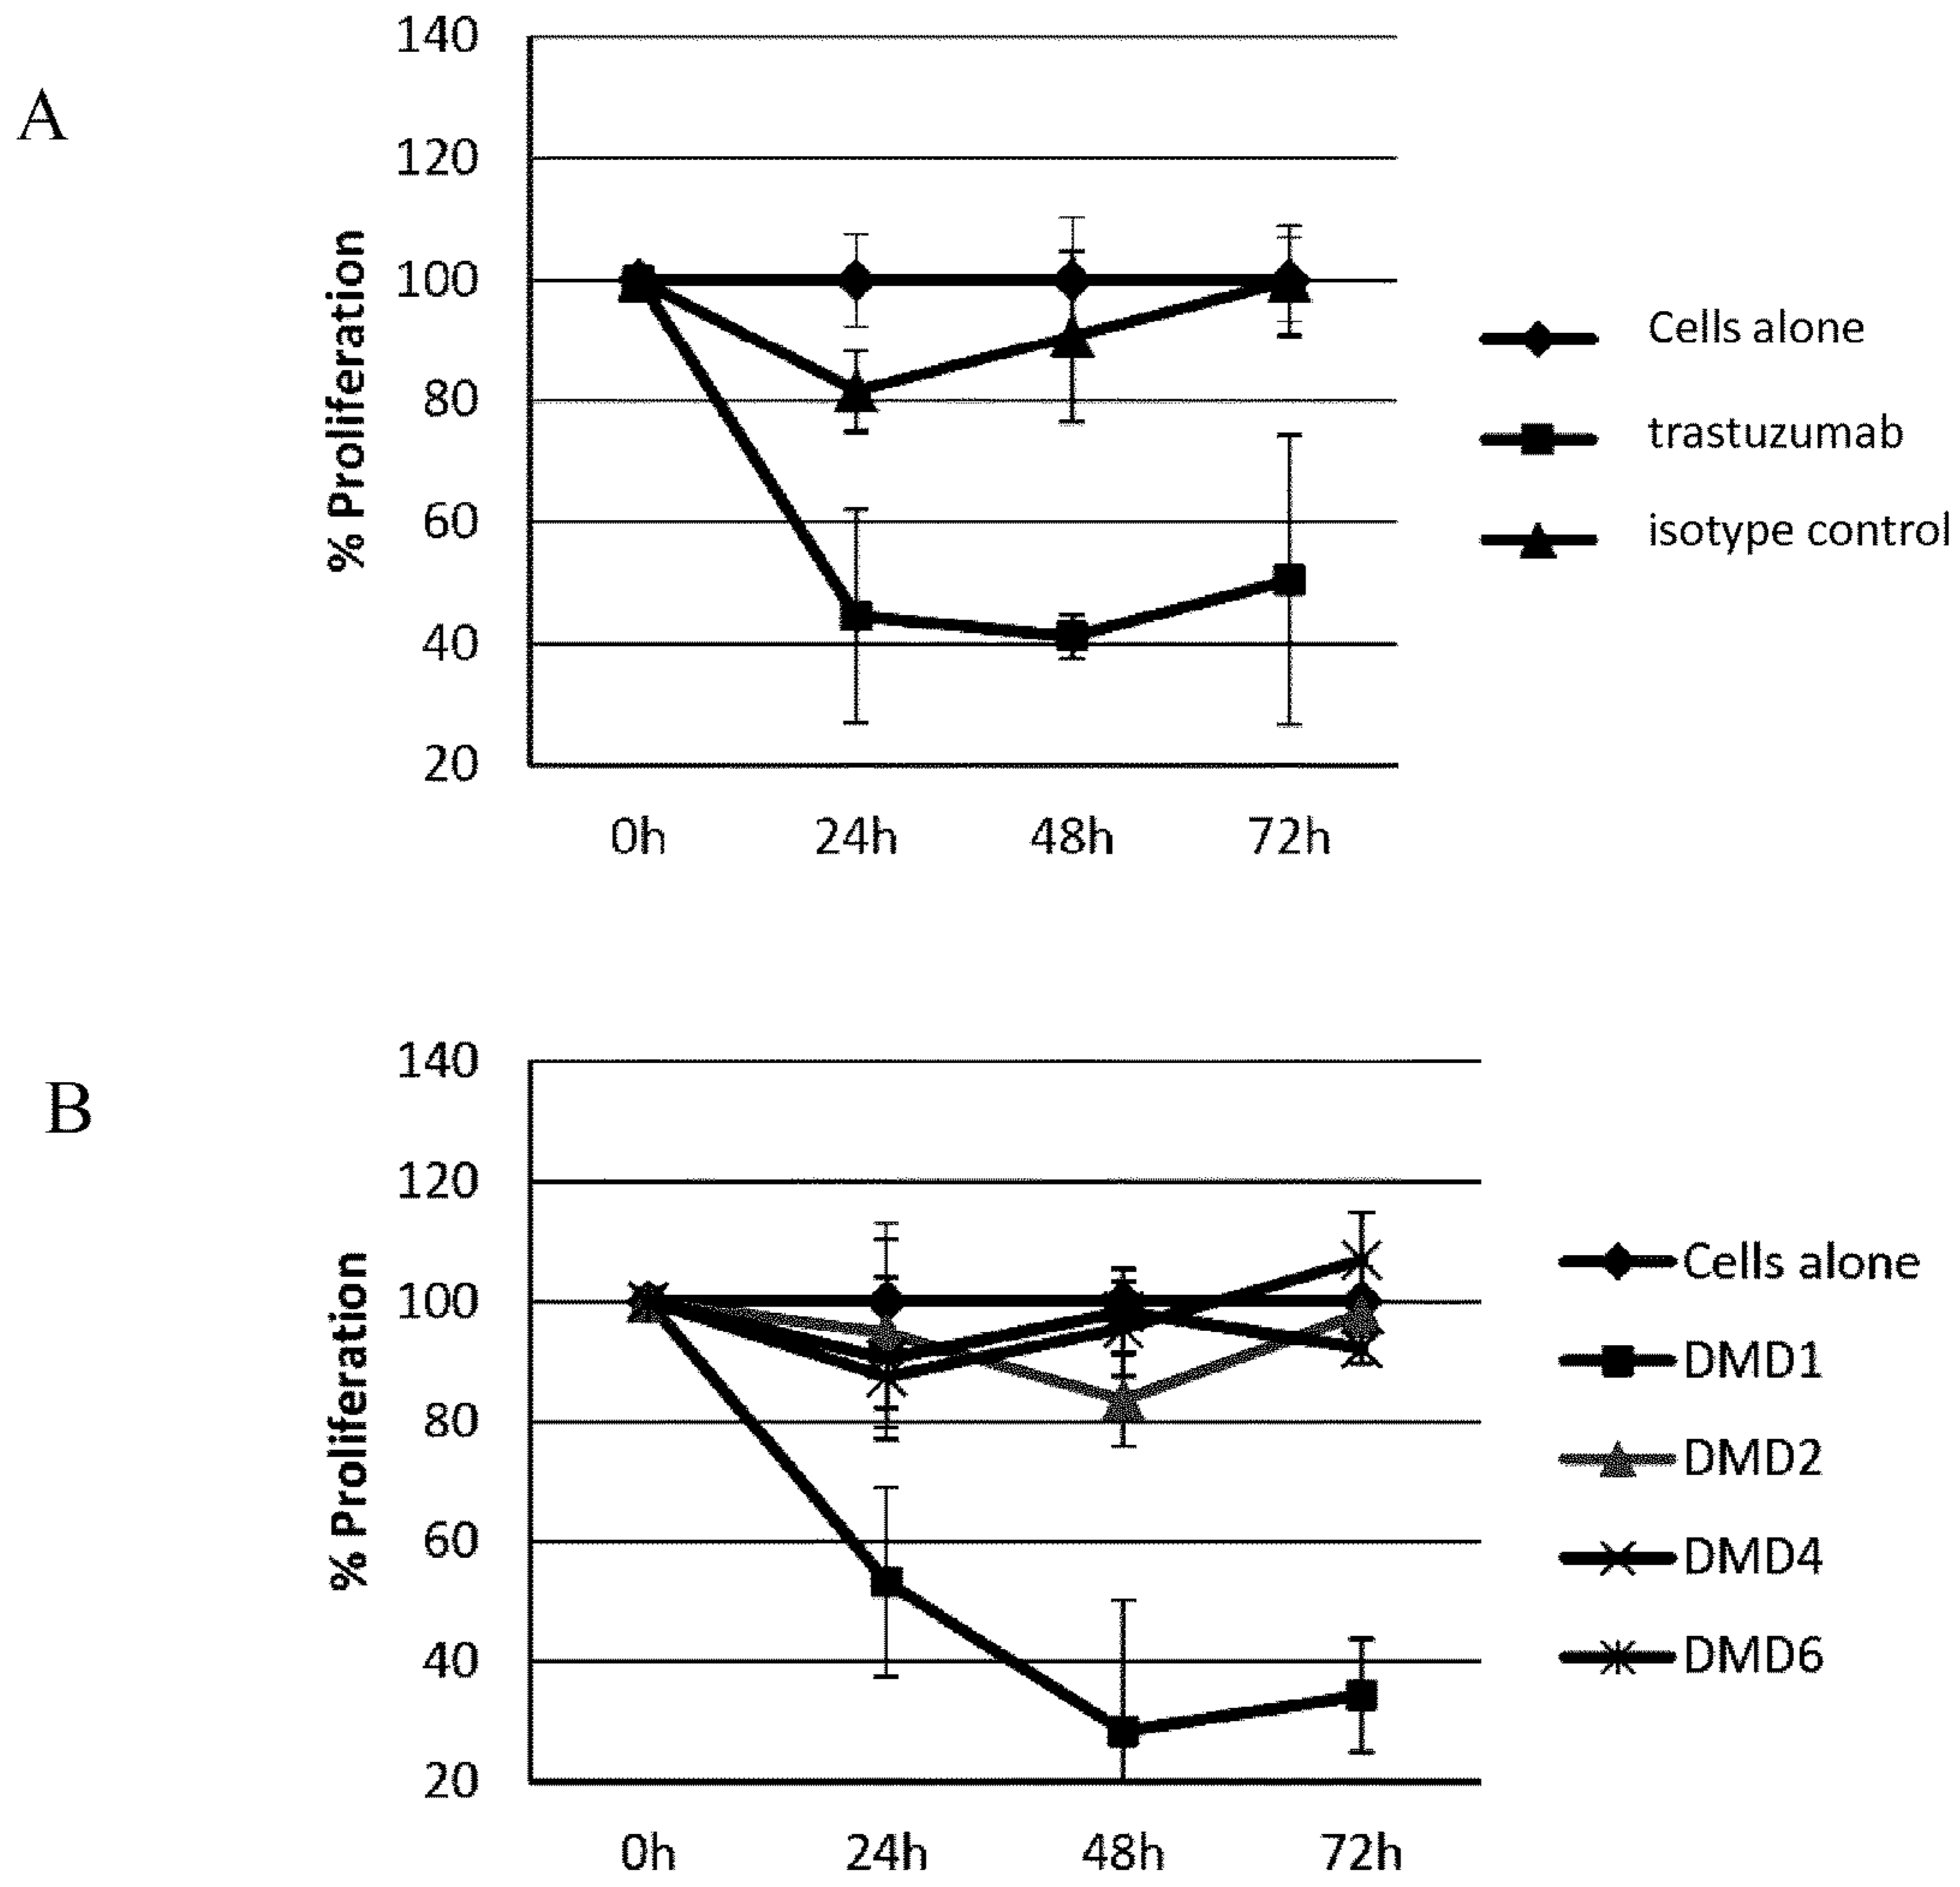 A
140
120
100
80
60
40
20
% Proliferation
0h 24h 48h 72h
Cells alone
trastuzumab
isotype control
B
140
120
100
80
60
40
20
% Proliferation
0h 24h 48h 72h
Cells alone
DMD1
DMD2
DMD4
DMD6